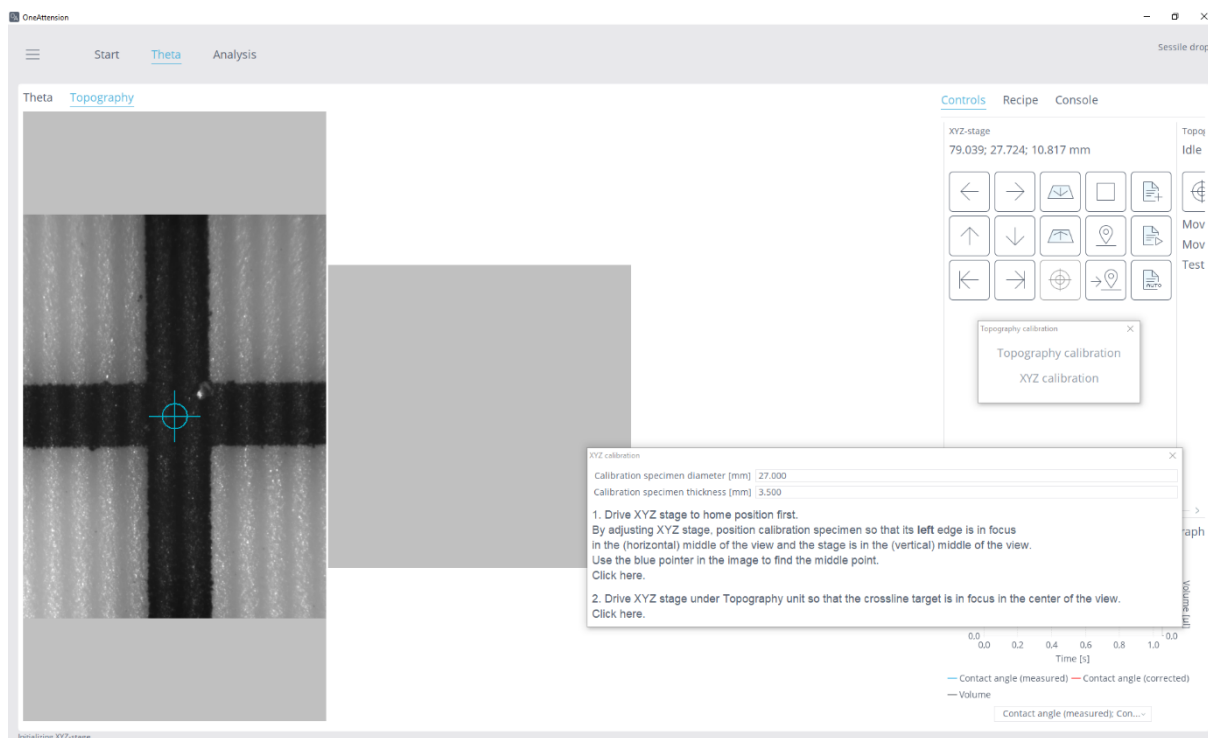 OneAttension
Start Theta Analysis
Sessile drop
Theta Topography
Controls Recipe Console
XYZ-stage
79.039; 27.724; 10.817 mm
Idle
Mov
Mov
Test
AUTO
Topography calibration
Topography calibration
XYZ calibration
XYZ calibration
Calibration specimen diameter [mm] 27.000
Calibration specimen thickness [mm] 3.500
1. Drive XYZ stage to home position first.
By adjusting XYZ stage, position calibration specimen so that its left edge is in focus
in the (horizontal) middle of the view and the stage is in the (vertical) middle of the view.
Use the blue pointer in the image to find the middle point.
Click here.
2. Drive XYZ stage under Topography unit so that the crossline target is in focus in the center of the view.
Click here.
raph
Volume [µl]
0.0 0.0
0.0 0.2 0.4 0.6 0.8 1.0
Time [s]
Contact angle (measured) Contact angle (corrected)
Volume
Contact angle (measured); Con...
Initializing XYZ-stage